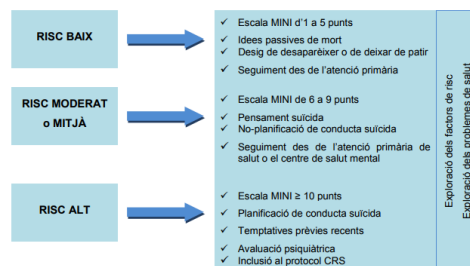 RISC BAIX
✓ Escala MINI d'1 a 5 punts
✓ Idees passives de mort
✓ Desig de desaparèixer o de deixar de patir
✓ Seguiment des de l'atenció primària
RISC MODERAT
o MITJÀ
✓ Escala MINI de 6 a 9 punts
✓ Pensament suïcida
✓ No-planificació de conducta suïcida
✓ Seguiment des de l'atenció primària de
salut o el centre de salut mental
RISC ALT
✓ Escala MINI ≥ 10 punts
✓ Planificació de conducta suïcida
✓ Temptatives prèvies recents
✓ Avaluació psiquiàtrica
✓ Inclusió al protocol CRS
Exploració dels factors de risc
Exploració dels problemes de salut